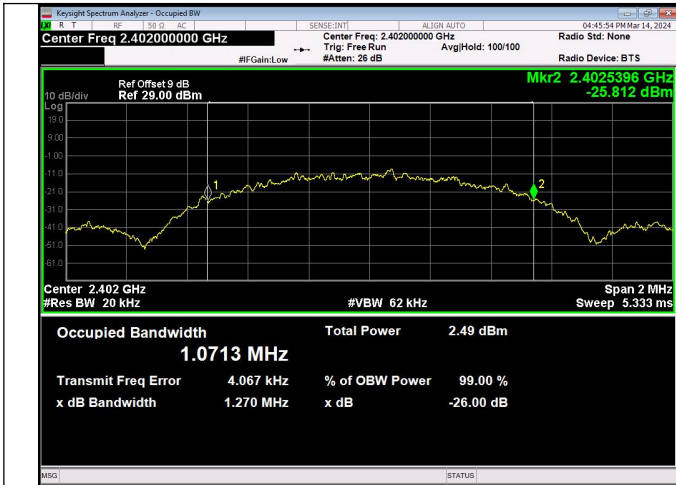 Keysight Spectrum Analyzer - Occupied BW
LXI R T RF 50 Ω AC SENSE:INT ALIGN AUTO 04:45:54 PM Mar 14, 2024
Center Freq 2.402000000 GHz Center Freq: 2.402000000 GHz Radio Std: None
Trig: Free Run Avg|Hold: 100/100
#IFGain:Low #Atten: 26 dB Radio Device: BTS
Mkr2 2.4025396 GHz
-25.812 dBm
Ref Offset 9 dB
10 dB/div Ref 29.00 dBm
Log
19.0
9.00
-1.00
-11.0
-21.0
1
2
-31.0
-41.0
-51.0
-61.0
Center 2.402 GHz Span 2 MHz
#Res BW 20 kHz #VBW 62 kHz Sweep 5.333 ms
Occupied Bandwidth Total Power 2.49 dBm
1.0713 MHz
Transmit Freq Error 4.067 kHz % of OBW Power 99.00 %
x dB Bandwidth 1.270 MHz x dB -26.00 dB
MSG STATUS